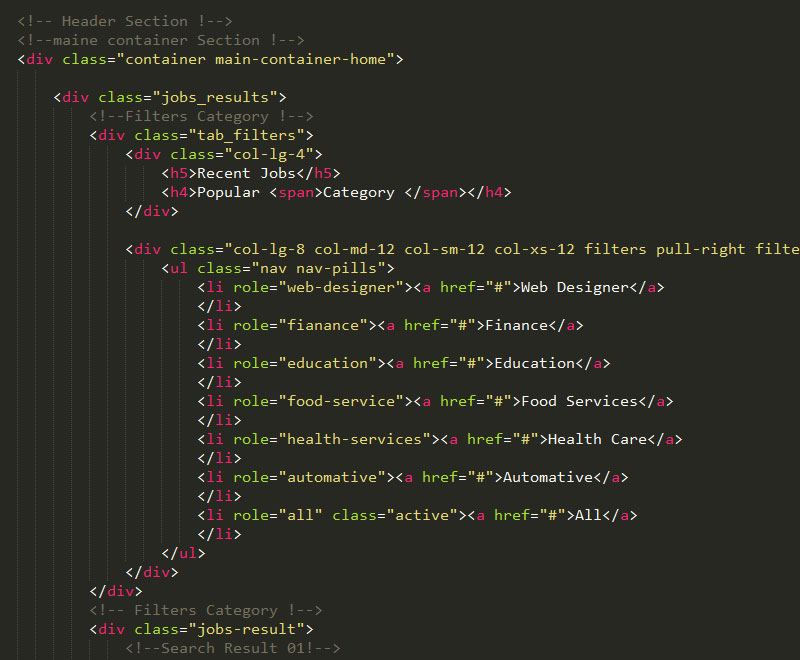 <!-- Header Section !-->
<!--maine container Section !-->
<div class="container main-container-home">
<div class="jobs_results">
<!--Filters Category !-->
<div class="tab_filters">
<div class="col-lg-4">
<h5>Recent Jobs</h5>
<h4>Popular <span>Category </span></h4>
</div>
<div class="col-lg-8 col-md-12 col-sm-12 col-xs-12 filters pull-right filte
<ul class="nav nav-pills">
<li role="web-designer"><a href="#">Web Designer</a>
</li>
<li role="fianance"><a href="#">Finance</a>
</li>
<li role="education"><a href="#">Education</a>
</li>
<li role="food-service"><a href="#">Food Services</a>
</li>
<li role="health-services"><a href="#">Health Care</a>
</li>
<li role="automative"><a href="#">Automative</a>
</li>
<li role="all" class="active"><a href="#">All</a>
</li>
</ul>
</div>
</div>
<!-- Filters Category !-->
<div class="jobs-result">
<!--Search Result 01!-->